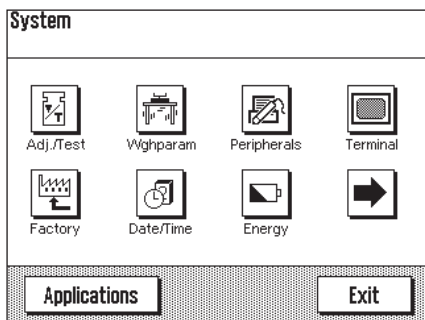 System
Adj./Test Wghparam Peripherals Terminal
Factory Date/Time Energy
Applications Exit